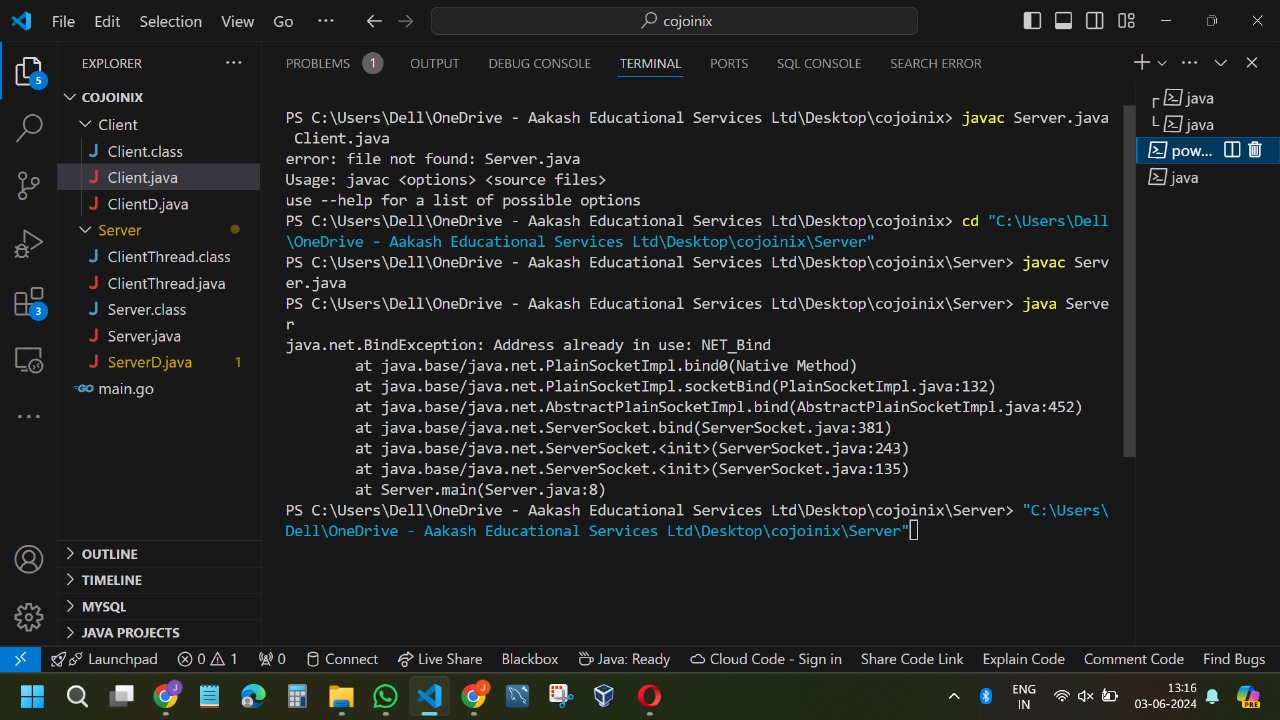 File Edit Selection View Go ··· cojoinix
EXPLORER ···
COJOINIX
Client
Client.class
Client.java
ClientD.java
Server
ClientThread.class
ClientThread.java
Server.class
Server.java
ServerD.java 1
main.go
OUTLINE
TIMELINE
MYSQL
JAVA PROJECTS
5
3
PROBLEMS 1 OUTPUT DEBUG CONSOLE TERMINAL PORTS SQL CONSOLE SEARCH ERROR
PS C:\Users\Dell\OneDrive - Aakash Educational Services Ltd\Desktop\cojoinix> javac Server.java
Client.java
error: file not found: Server.java
Usage: javac <options> <source files>
use --help for a list of possible options
PS C:\Users\Dell\OneDrive - Aakash Educational Services Ltd\Desktop\cojoinix> cd "C:\Users\Dell
\OneDrive - Aakash Educational Services Ltd\Desktop\cojoinix\Server"
PS C:\Users\Dell\OneDrive - Aakash Educational Services Ltd\Desktop\cojoinix\Server> javac Serv
er.java
PS C:\Users\Dell\OneDrive - Aakash Educational Services Ltd\Desktop\cojoinix\Server> java Serve
r
java.net.BindException: Address already in use: NET_Bind
at java.base/java.net.PlainSocketImpl.bind0(Native Method)
at java.base/java.net.PlainSocketImpl.socketBind(PlainSocketImpl.java:132)
at java.base/java.net.AbstractPlainSocketImpl.bind(AbstractPlainSocketImpl.java:452)
at java.base/java.net.ServerSocket.bind(ServerSocket.java:381)
at java.base/java.net.ServerSocket.<init>(ServerSocket.java:243)
at java.base/java.net.ServerSocket.<init>(ServerSocket.java:135)
at Server.main(Server.java:8)
PS C:\Users\Dell\OneDrive - Aakash Educational Services Ltd\Desktop\cojoinix\Server> "C:\Users\
Dell\OneDrive - Aakash Educational Services Ltd\Desktop\cojoinix\Server"
java
java
pow...
java
Launchpad 0 1 0 Connect Live Share Blackbox Java: Ready Cloud Code - Sign in Share Code Link Explain Code Comment Code Find Bugs
ENG
IN
13:16
03-06-2024
PRE